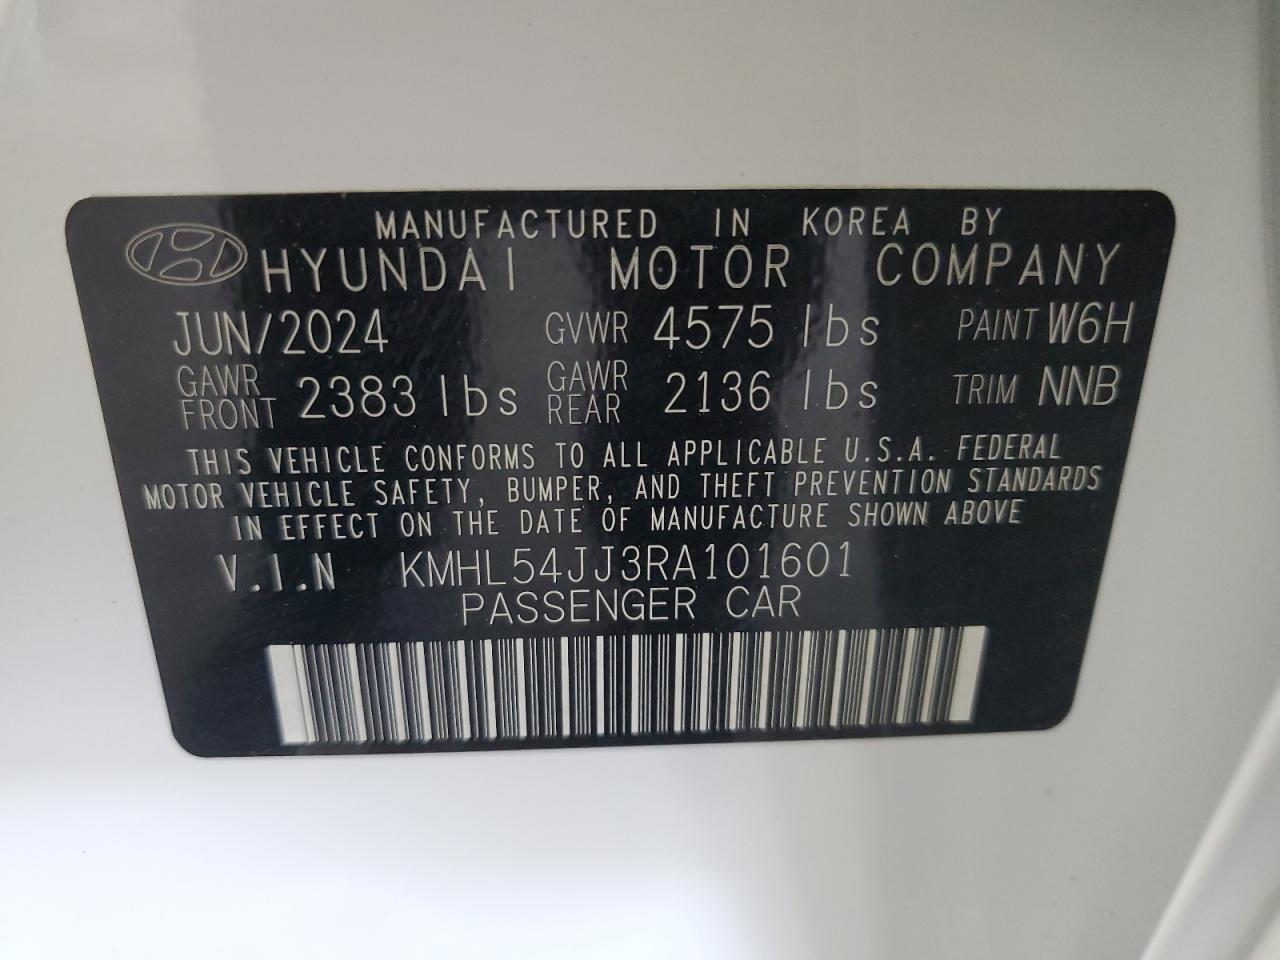 MANUFACTURED IN KOREA BY
HYUNDAI MOTOR COMPANY
JUN/2024 GVWR 4575 lbs PAINT W6H
GAWR FRONT 2383 lbs GAWR REAR 2136 lbs TRIM NNB
THIS VEHICLE CONFORMS TO ALL APPLICABLE U.S.A. FEDERAL
MOTOR VEHICLE SAFETY, BUMPER, AND THEFT PREVENTION STANDARDS
IN EFFECT ON THE DATE OF MANUFACTURE SHOWN ABOVE
V.I.N KMHL54JJ3RA101601
PASSENGER CAR